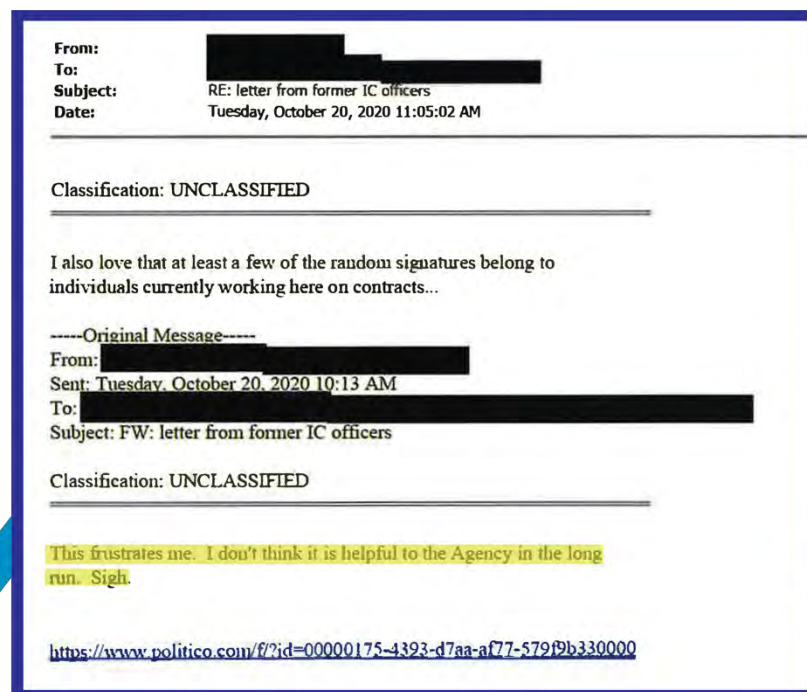 From:
To:
Subject: RE: letter from former IC officers
Date: Tuesday, October 20, 2020 11:05:02 AM
Classification: UNCLASSIFIED
I also love that at least a few of the random signatures belong to
individuals currently working here on contracts...
-----Original Message-----
From:
Sent: Tuesday, October 20, 2020 10:13 AM
To:
Subject: FW: letter from former IC officers
Classification: UNCLASSIFIED
This frustrates me. I don't think it is helpful to the Agency in the long
run. Sigh.
https://www.politico.com/f/?id=00000175-4393-d7aa-af77-579f9b330000